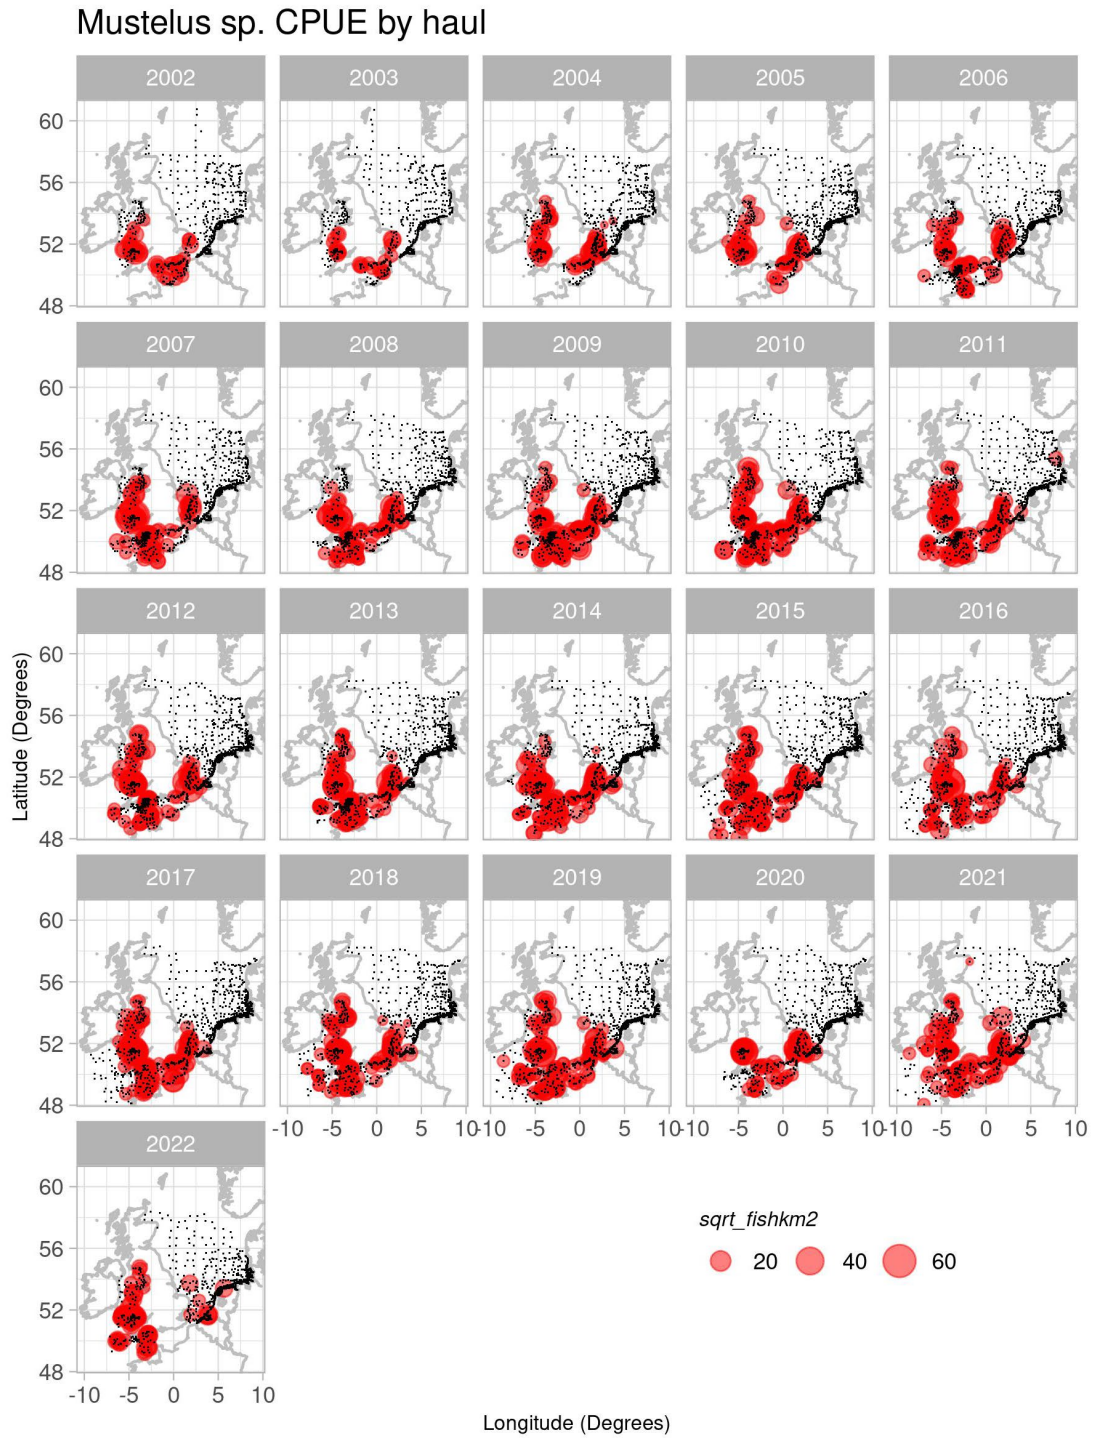 Mustelus sp. CPUE by haul
2002 2003 2004 2005 2006
60
56
52
48
2007 2008 2009 2010 2011
60
56
52
48
2012 2013 2014 2015 2016
60
56
52
48
2017 2018 2019 2020 2021
60
56
52
48
-10 -5 0 5 10 -10 -5 0 5 10 -10 -5 0 5 10 -10 -5 0 5 10
2022
60
56
52
48
-10 -5 0 5 10
sqrt_fishkm2
20 40 60
Latitude (Degrees)
Longitude (Degrees)